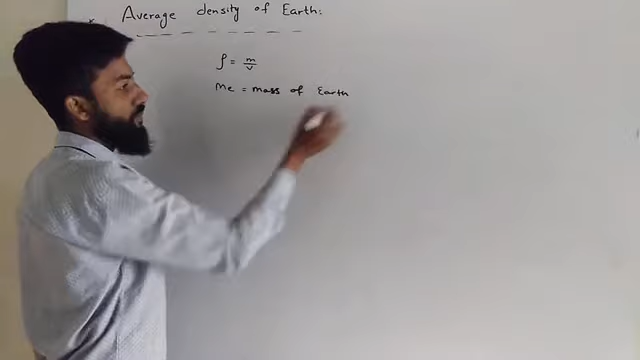 * Average density of Earth:
ρ = m/v
Me = mass of Earth